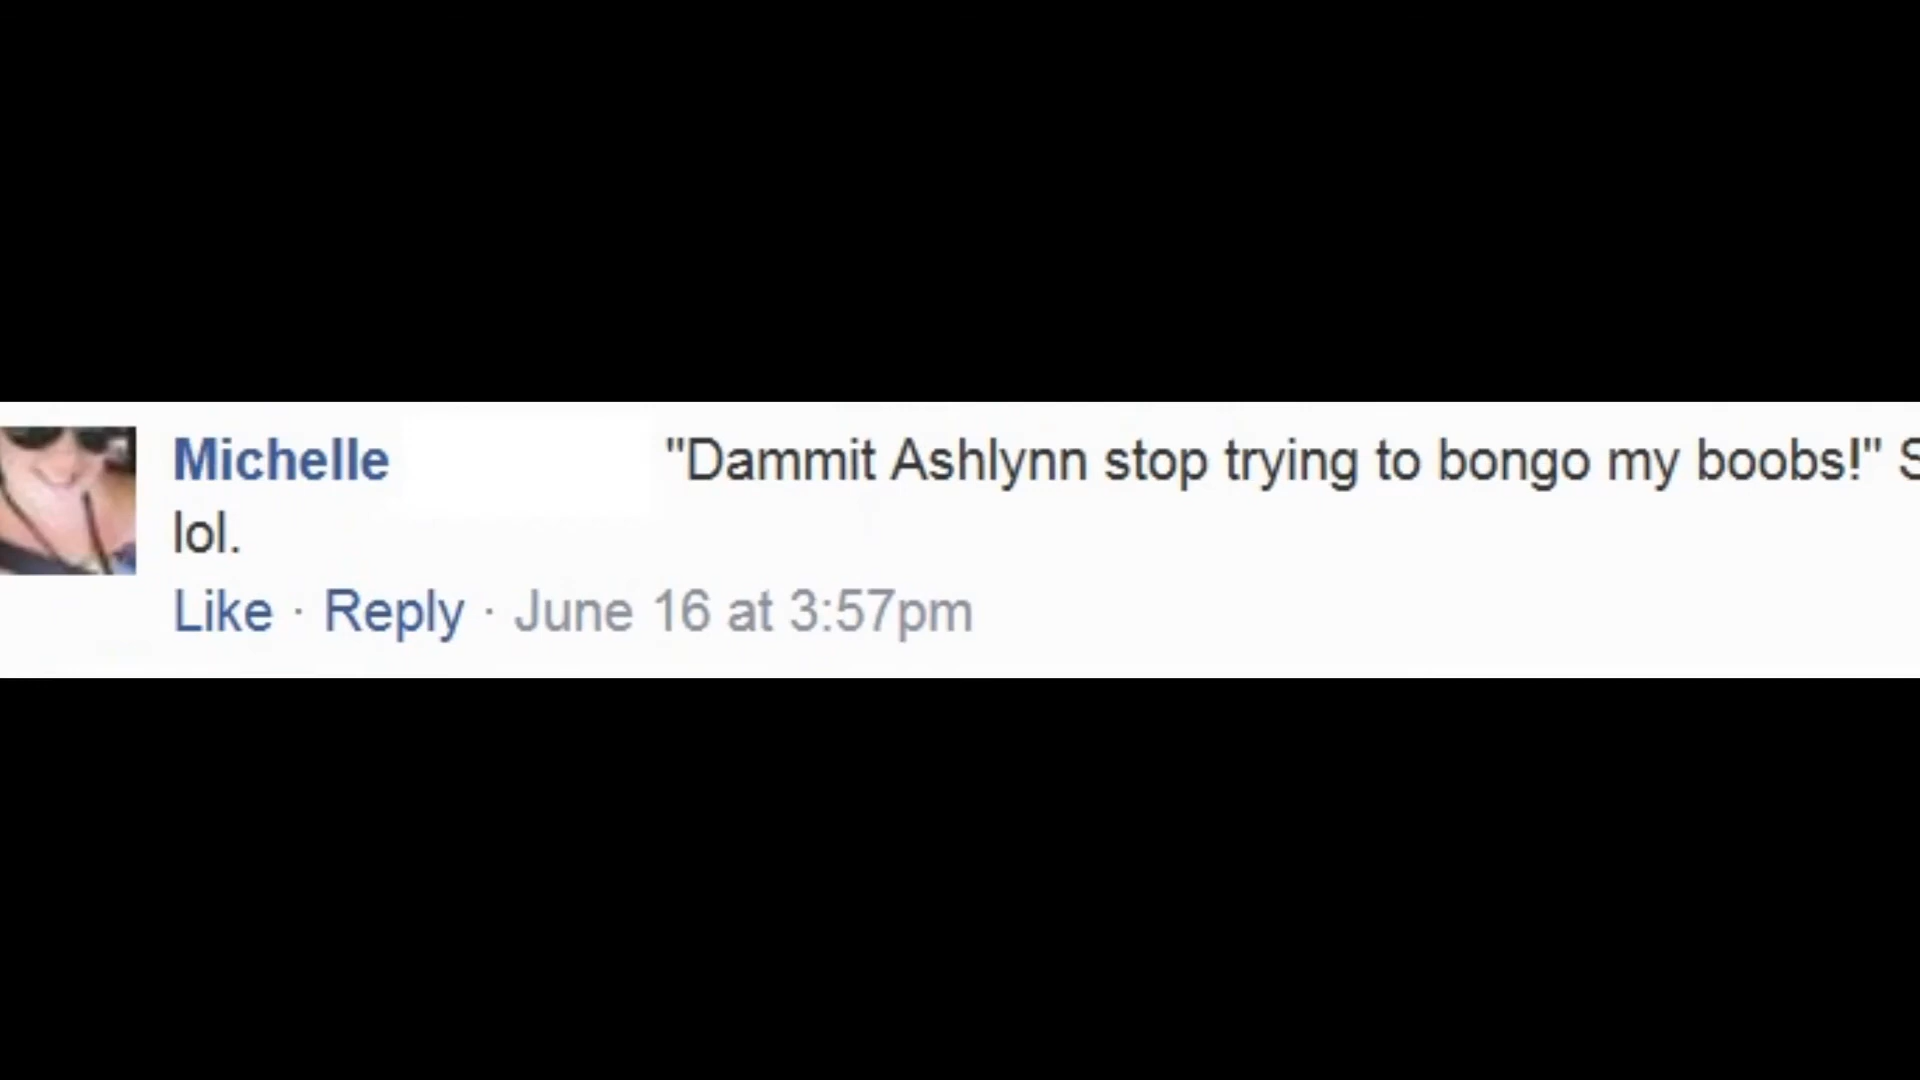 Michelle "Dammit Ashlynn stop trying to bongo my boobs!"
lol.
Like · Reply · June 16 at 3:57pm